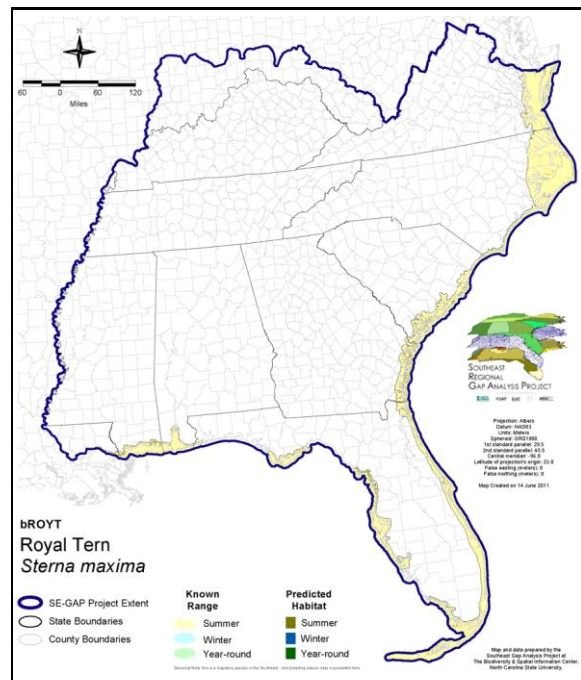 N
60 0 60 120
Miles
SOUTHEAST
REGIONAL
GAP ANALYSIS PROJECT
Projection: Albers
Datum: NAD83
Units: Meters
Spheroid: GRS1980
1st standard parallel: 29.5
2nd standard parallel: 45.5
Central meridian: -96.0
Latitude of projection's origin: 23.0
False easting (meters): 0
False northing (meters): 0
Map Created on 14 June 2011
bROYT
Royal Tern
Sterna maxima
SE-GAP Project Extent
State Boundaries
County Boundaries
Known
Range
Summer
Winter
Year-round
Predicted
Habitat
Summer
Winter
Year-round
Map and data prepared by the
Southeast Gap Analysis Project at
The Biodiversity & Spatial Information Center,
North Carolina State University.